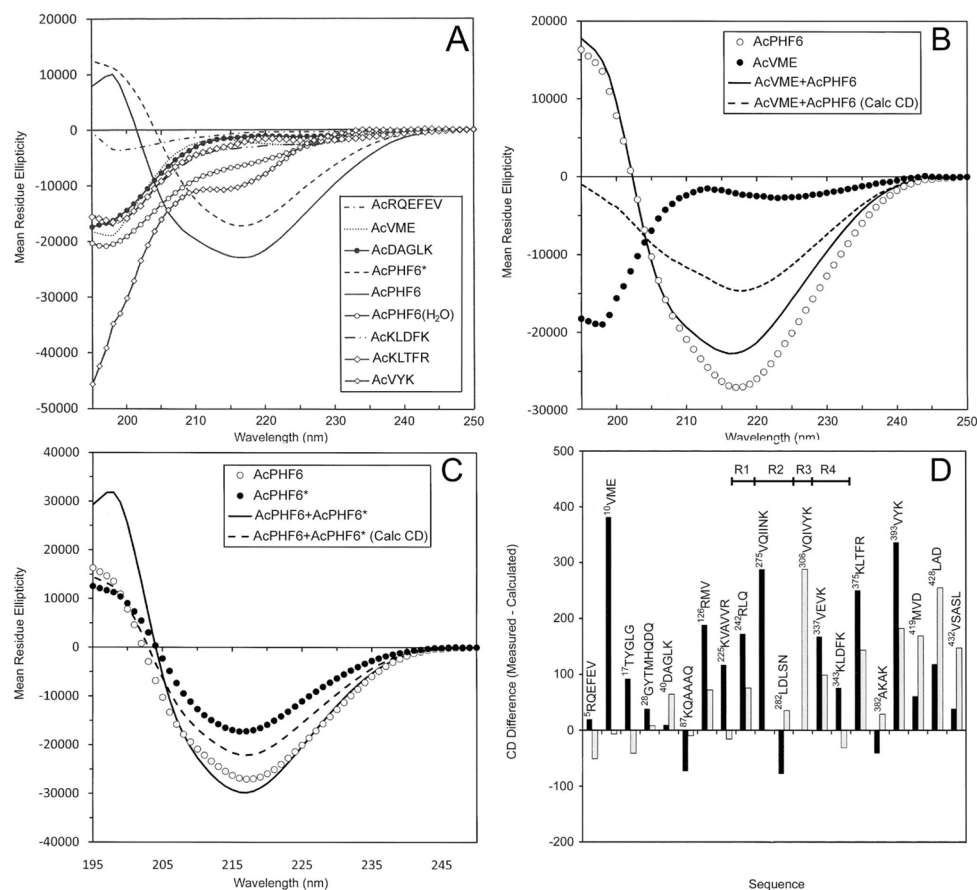 A
20000
10000
0
-10000
-20000
-30000
-40000
-50000
Mean Residue Ellipticity
200
210
220
230
240
250
Wavelength (nm)
AcRQEFEV
AcVME
AcDAGLK
AcPHF6*
AcPHF6
AcPHF6(H₂O)
AcKLDFK
AcKLTFR
AcVYK
B
20000
10000
0
-10000
-20000
-30000
Mean Residue Ellipticity
200
210
220
230
240
250
Wavelength (nm)
AcPHF6
AcVME
AcVME+AcPHF6
AcVME+AcPHF6 (Calc CD)
C
40000
30000
20000
10000
0
-10000
-20000
-30000
-40000
Mean Residue Ellipticity
195
205
215
225
235
245
Wavelength (nm)
AcPHF6
AcPHF6*
AcPHF6+AcPHF6*
AcPHF6+AcPHF6* (Calc CD)
D
500
400
300
200
100
0
-100
-200
CD Difference (Measured - Calculated)
R1 R2 R3 R4
⁵RQEFEV
¹⁰VME
¹⁷TYGLG
²⁸GYTMHQDQ
⁴⁰DAGLK
⁸⁷KQAAAQ
¹²⁶RMV
²²⁵KVAVVR
²⁴²RLQ
²⁷⁵VQIINK
²⁸²LDLSN
³⁰⁶VQIVYK
³³⁷VEVK
³⁴³KLDFK
³⁷⁵KLTFR
³⁸²AKAK
³⁹³VYK
⁴¹⁹MVD
⁴²⁸LAD
⁴³²VSASL
Sequence